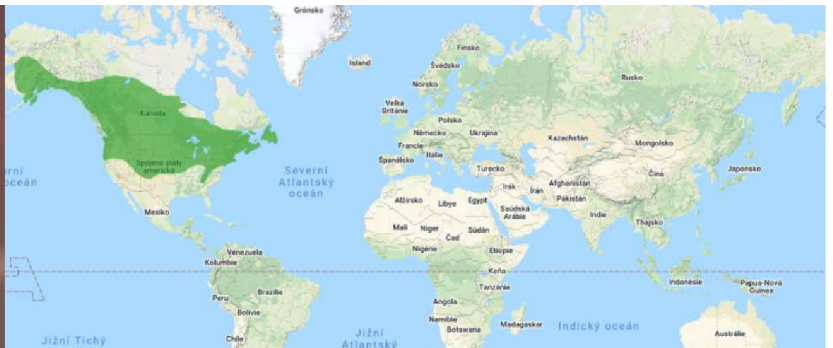 Grónsko
Island
Finsko
Švédsko
Norsko
Rusko
Velká
Británie
Polsko
Německo
Ukrajina
Francie
Itálie
Španělsko
Turecko
Kazachstán
Mongolsko
Čína
Japonsko
Kanada
Spojené státy
americké
Severní
Atlantský
oceán
oceán
Mexiko
Alžírsko
Libye
Egypt
Irák
Írán
Afghánistán
Pákistán
Saúdská
Arábie
Indie
Thajsko
Mali
Niger
Čad
Súdán
Nigérie
Etiopie
Venezuela
Kolumbie
Keňa
Tanzanie
Indonésie
Papua-Nová
Guinea
Peru
Brazílie
Bolívie
Chile
Angola
Namibie
Botswana
Madagaskar
Indický oceán
Austrálie
Jižní Tichý
Jižní
Atlantský